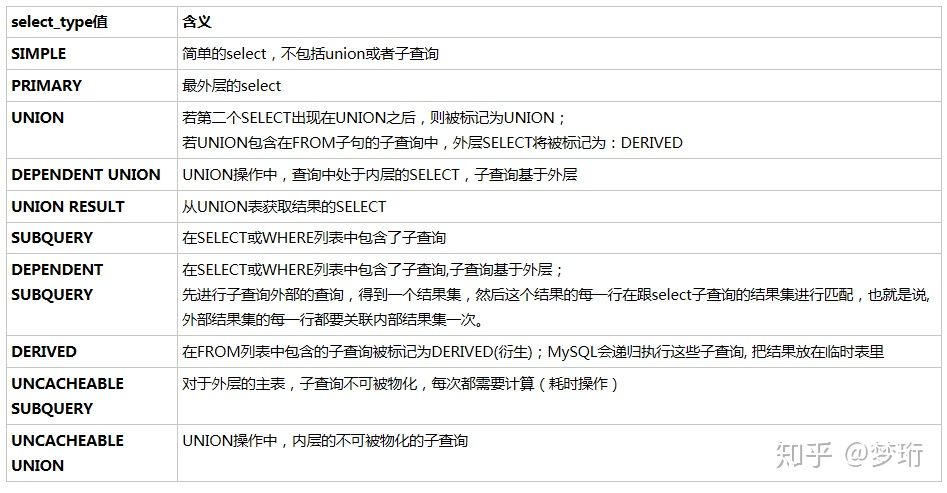 select_type值 含义
SIMPLE 简单的select，不包括union或者子查询
PRIMARY 最外层的select
UNION 若第二个SELECT出现在UNION之后，则被标记为UNION；
若UNION包含在FROM子句的子查询中，外层SELECT将被标记为：DERIVED
DEPENDENT UNION UNION操作中，查询中处于内层的SELECT，子查询基于外层
UNION RESULT 从UNION表获取结果的SELECT
SUBQUERY 在SELECT或WHERE列表中包含了子查询
DEPENDENT 在SELECT或WHERE列表中包含了子查询,子查询基于外层；
SUBQUERY 先进行子查询外部的查询，得到一个结果集，然后这个结果的每一行在跟select子查询的结果集进行匹配，也就是说,
外部结果集的每一行都要关联内部结果集一次。
DERIVED 在FROM列表中包含的子查询被标记为DERIVED(衍生)；MySQL会递归执行这些子查询, 把结果放在临时表里
UNCACHEABLE 对于外层的主表，子查询不可被物化，每次都需要计算（耗时操作）
SUBQUERY
UNCACHEABLE UNION操作中，内层的不可被物化的子查询
UNION
知乎 @梦珩